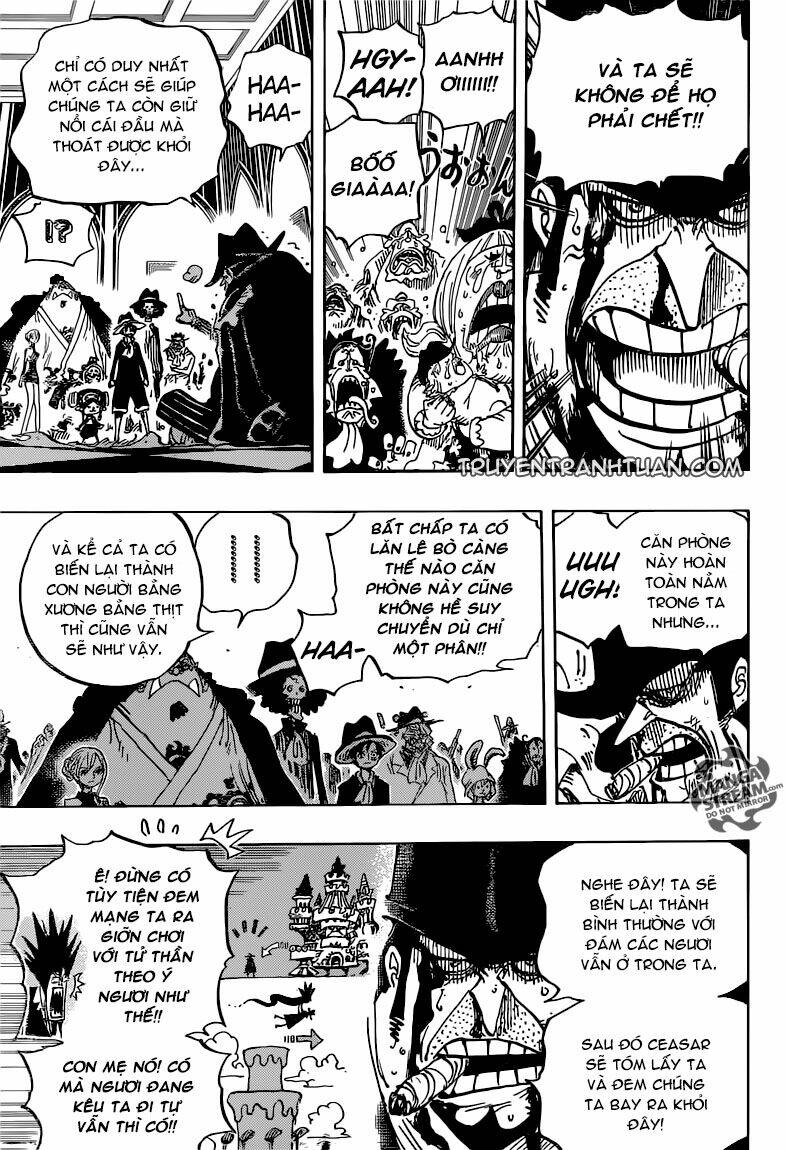 VÀ TA SẼ
KHÔNG ĐỂ HỌ
PHẢI CHẾT!!
AANHH
ƠIIIIII!!
HGY-
AAH!
BỐỐ
GIAÀAA!
うおおん
HAA-
HAA-
CHỈ CÓ DUY NHẤT
MỘT CÁCH SẼ GIÚP
CHÚNG TA CÒN GIỮ
NỒI CÁI ĐẦU MÀ
THOÁT ĐƯỢC KHỎI
ĐÂY...
!?
TRUYENTRANHTUAN.COM
CĂN PHÒNG
NÀY HOÀN
TOÀN NẰM
TRONG TA
NHƯNG...
UUU
UGH!
BẤT CHẤP TA CÓ
LĂN LÊ BÒ CÀNG
THẾ NÀO CĂN
PHÒNG NÀY CŨNG
KHÔNG HỀ SUY
CHUYỂN DÙ CHỈ
MỘT PHÂN!!
HAA-
VÀ KỂ CẢ TA CÓ
BIẾN LẠI THÀNH
CON NGƯỜI BẰNG
XƯƠNG BẰNG THỊT
THÌ CŨNG VẪN
SẼ NHƯ VẬY.
MANGA
STREAM.com
DO NOT MIRROR
NGHE ĐÂY! TA SẼ
BIẾN LẠI THÀNH
BÌNH THƯỜNG VỚI
ĐÁM CÁC NGƯƠI
VẪN Ở TRONG TA.
SAU ĐÓ CEASAR
SẼ TÓM LẤY TA
VÀ ĐEM CHÚNG
TA BAY RA KHỎI
ĐÂY!
Ê! ĐỪNG CÓ
TÙY TIỆN ĐEM
MẠNG TA RA
GIỠN CHƠI
VỚI TỬ THẦN
THEO Ý
NGƯƠI NHƯ
THẾ!!
CON MẸ NÓ! CÓ
MÀ NGƯƠI ĐANG
KÊU TA ĐI TỰ
VẪN THÌ CÓ!!